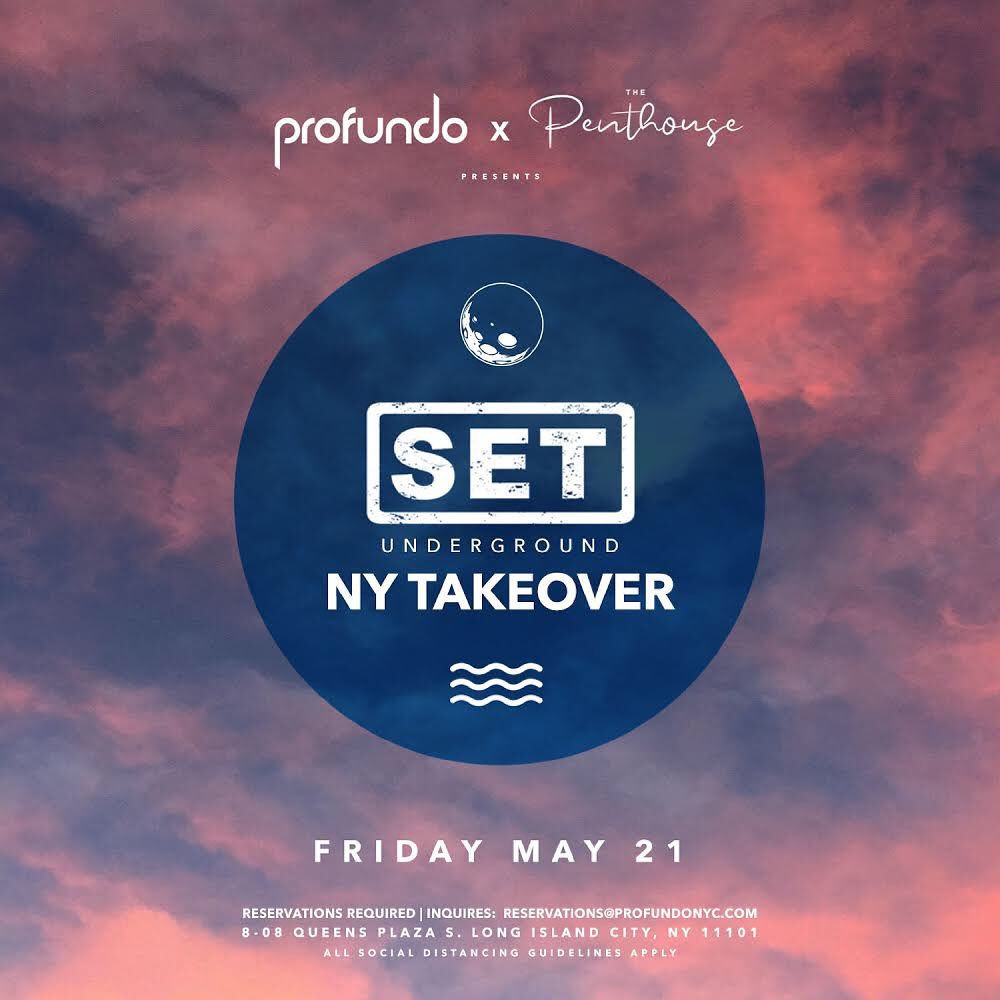 profundo x THE Penthouse
PRESENTS
SET
UNDERGROUND
NY TAKEOVER
FRIDAY MAY 21
RESERVATIONS REQUIRED | INQUIRES: RESERVATIONS@PROFUNDONYC.COM
8-08 QUEENS PLAZA S. LONG ISLAND CITY, NY 11101
ALL SOCIAL DISTANCING GUIDELINES APPLY